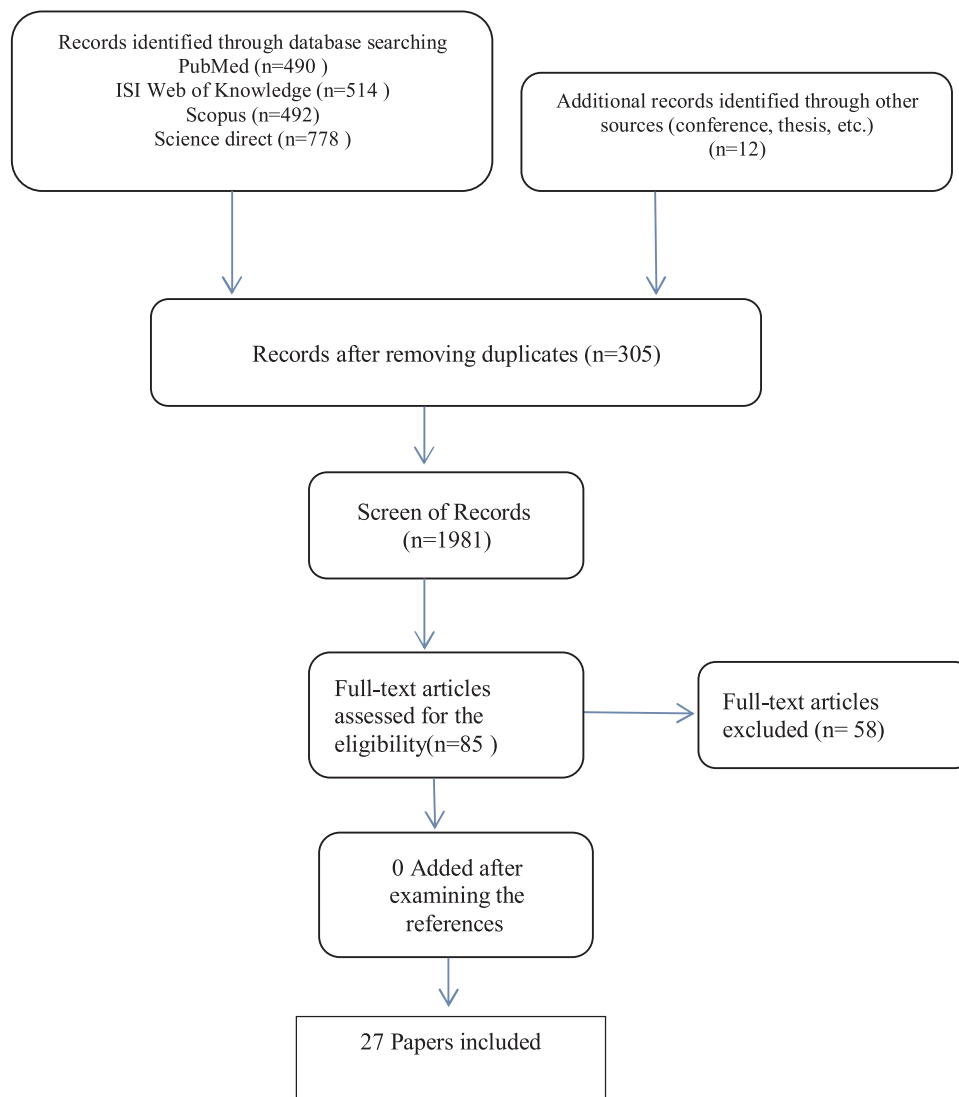 Records identified through database searching
PubMed (n=490 )
ISI Web of Knowledge (n=514 )
Scopus (n=492)
Science direct (n=778 )
Additional records identified through other
sources (conference, thesis, etc.)
(n=12)
Records after removing duplicates (n=305)
Screen of Records
(n=1981)
Full-text articles
assessed for the
eligibility(n=85 )
Full-text articles
excluded (n= 58)
0 Added after
examining the
references
27 Papers included